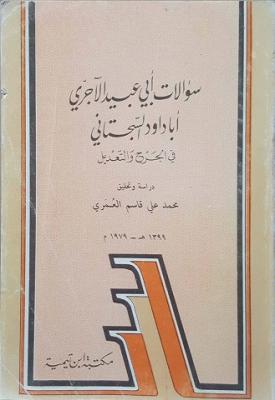 سؤالات أبي عبيد الآجري
أبا داود السجستاني
في الجرح والتعديل
دراسة وتحقيق
محمد علي قاسم العمري
١٣٩٩ هـ - ١٩٧٩ م
مكتبة ابن تيمية